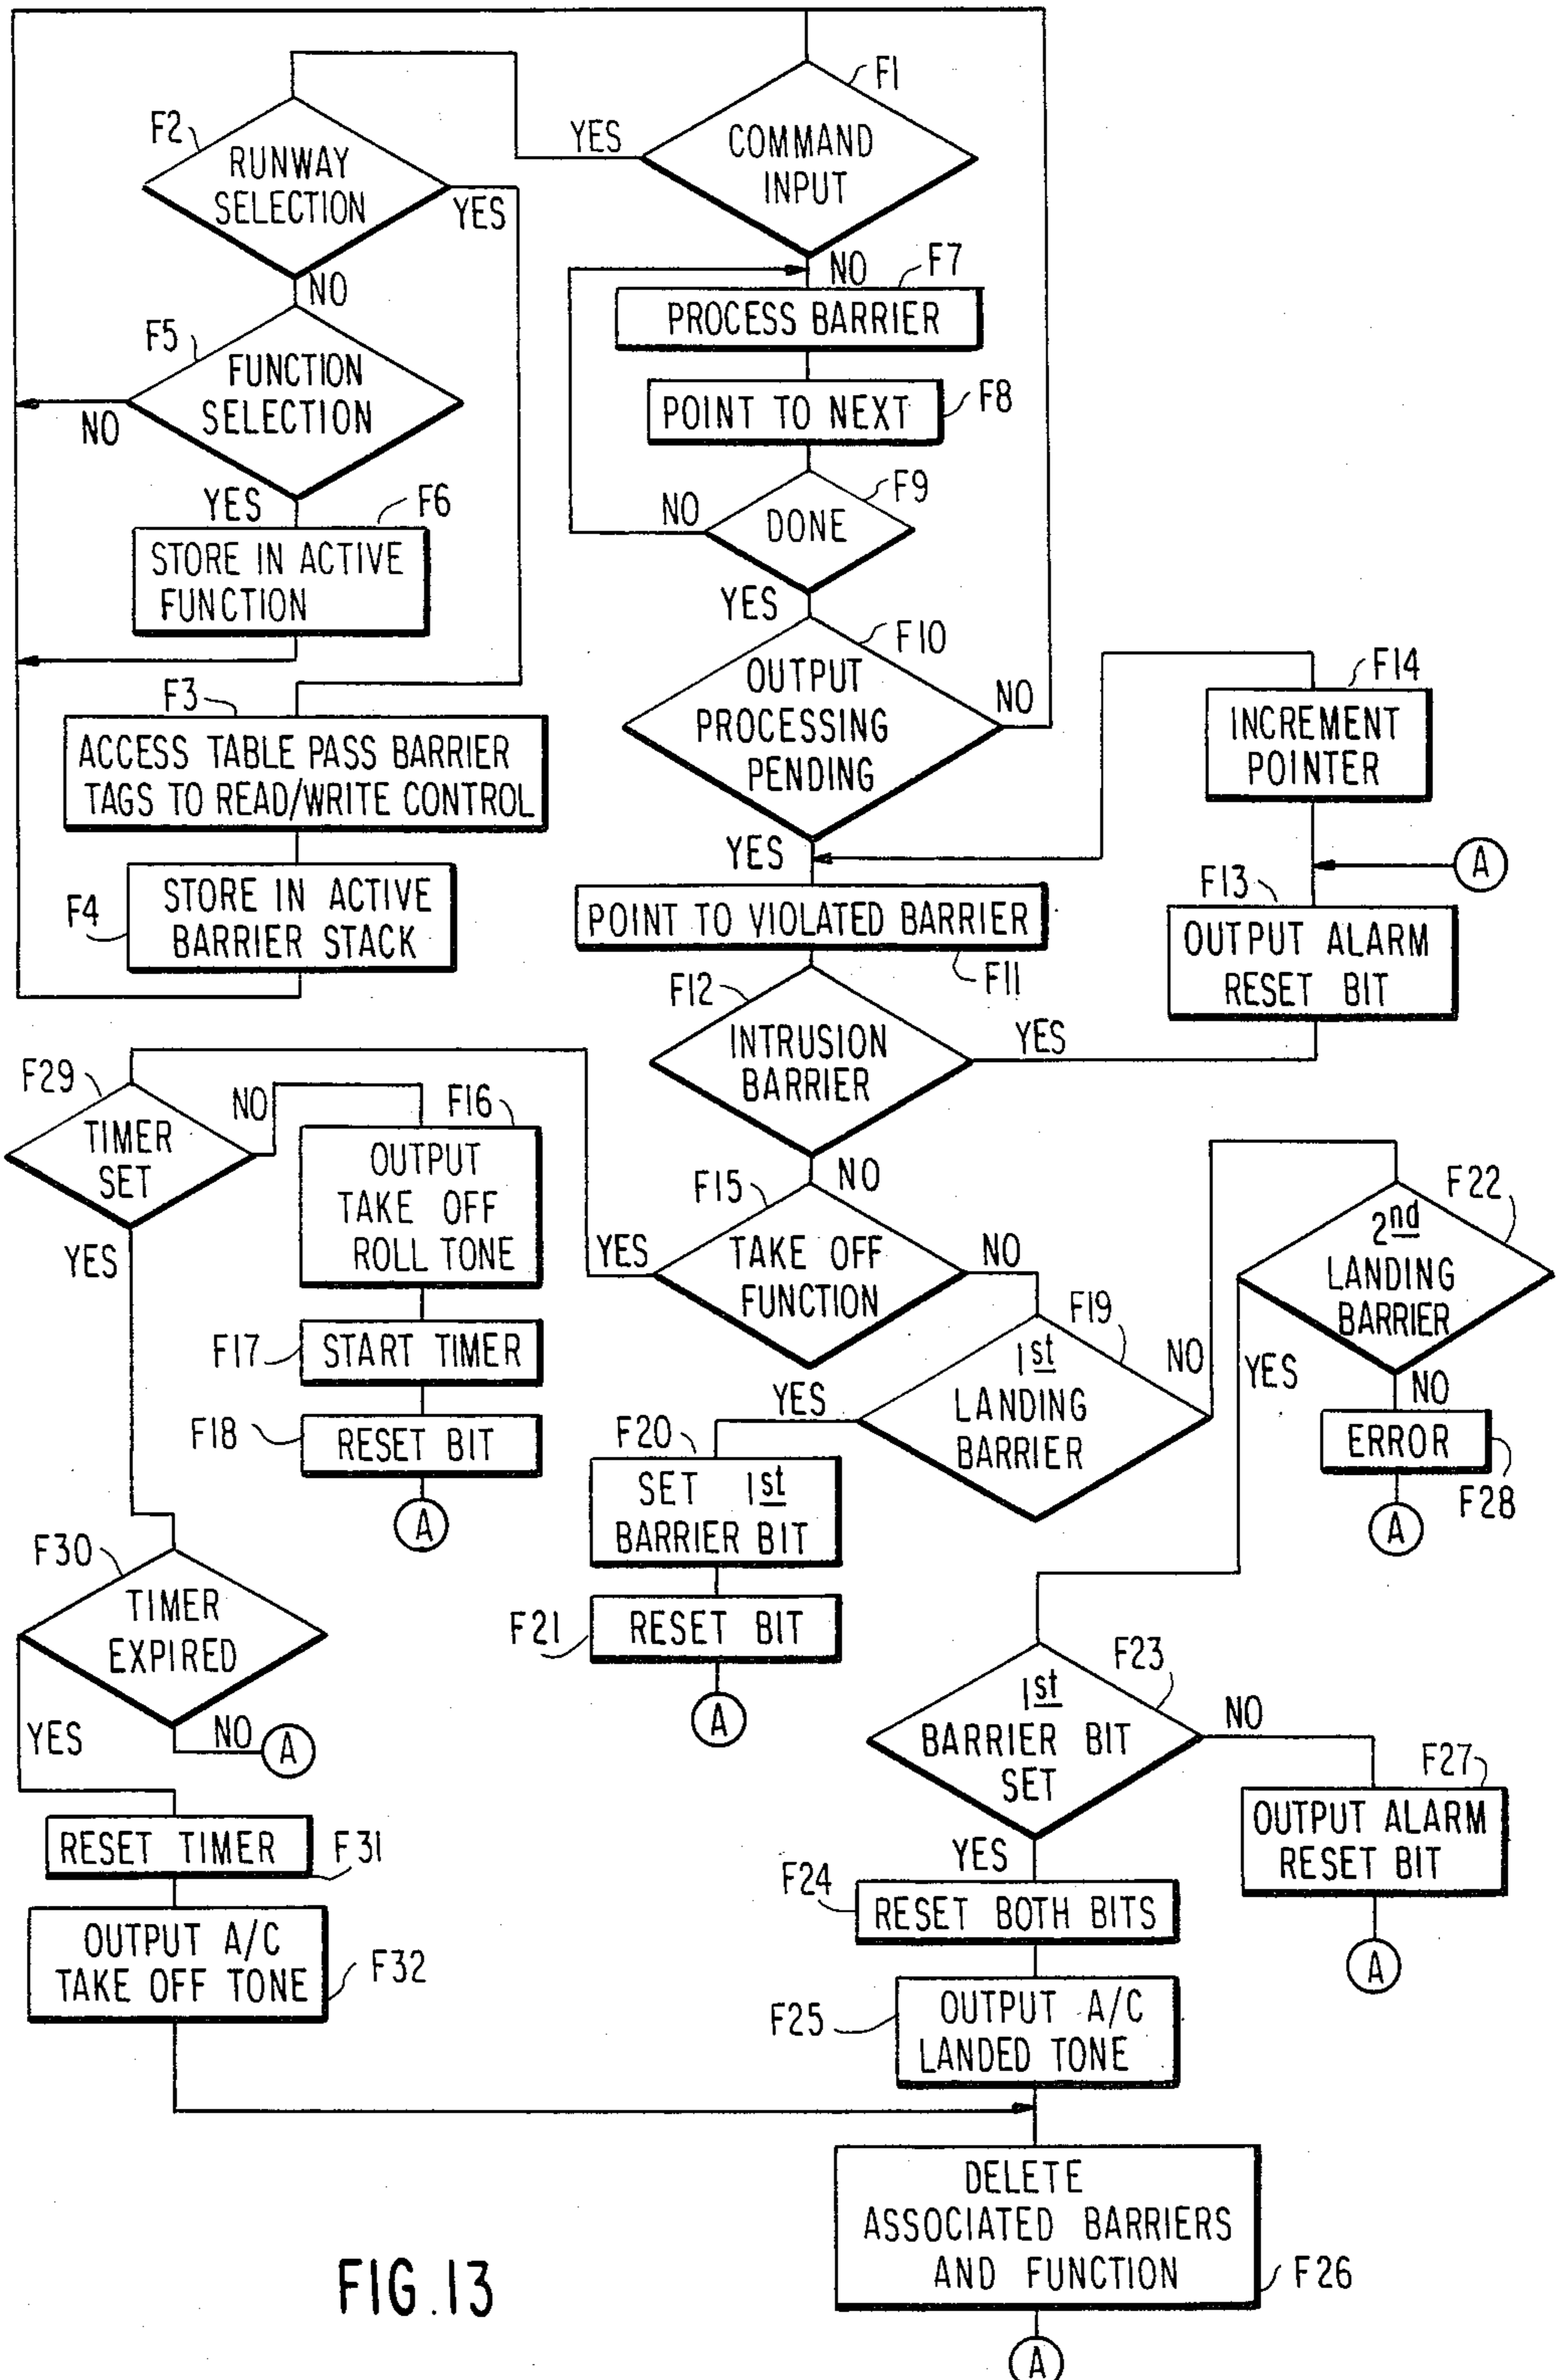 F1
COMMAND
INPUT
YES
NO
F2
RUNWAY
SELECTION
YES
NO
F5
FUNCTION
SELECTION
NO
YES
F6
STORE IN ACTIVE
FUNCTION
F3
ACCESS TABLE PASS BARRIER
TAGS TO READ/WRITE CONTROL
F4
STORE IN ACTIVE
BARRIER STACK
F7
PROCESS BARRIER
F8
POINT TO NEXT
F9
DONE
NO
YES
F10
OUTPUT
PROCESSING
PENDING
NO
YES
F14
INCREMENT
POINTER
A
F13
OUTPUT ALARM
RESET BIT
POINT TO VIOLATED BARRIER
F11
F12
INTRUSION
BARRIER
YES
NO
F15
TAKE OFF
FUNCTION
YES
NO
F29
TIMER
SET
NO
YES
F16
OUTPUT
TAKE OFF
ROLL TONE
F17
START TIMER
F18
RESET BIT
A
F19
1st
LANDING
BARRIER
YES
NO
F20
SET 1st
BARRIER BIT
F21
RESET BIT
A
F22
2nd
LANDING
BARRIER
YES
NO
ERROR
F28
A
F30
TIMER
EXPIRED
YES
NO
A
RESET TIMER
F31
OUTPUT A/C
TAKE OFF TONE
F32
F23
1st
BARRIER BIT
SET
NO
YES
F27
OUTPUT ALARM
RESET BIT
A
F24
RESET BOTH BITS
F25
OUTPUT A/C
LANDED TONE
DELETE
ASSOCIATED BARRIERS
AND FUNCTION
F26
A
FIG.13